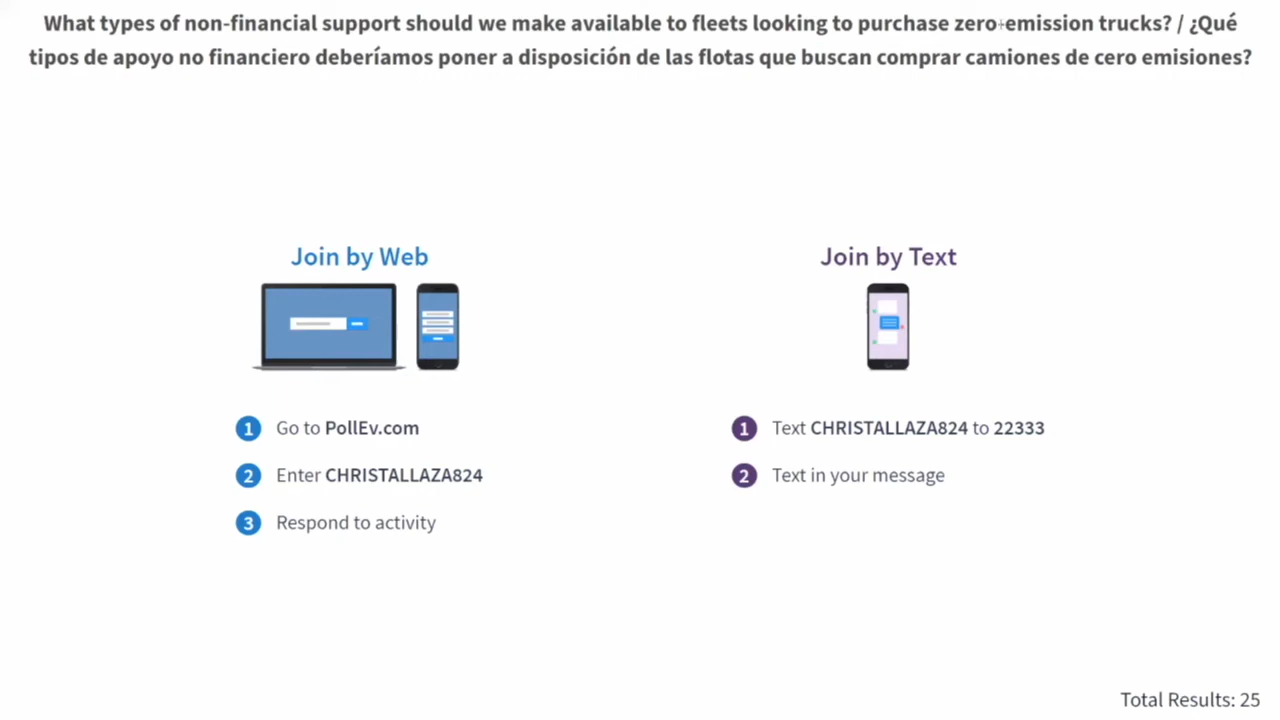 What types of non-financial support should we make available to fleets looking to purchase zero-emission trucks? / ¿Qué
tipos de apoyo no financiero deberíamos poner a disposición de las flotas que buscan comprar camiones de cero emisiones?
Join by Web
1 Go to PollEv.com
2 Enter CHRISTALLAZA824
3 Respond to activity
Join by Text
1 Text CHRISTALLAZA824 to 22333
2 Text in your message
Total Results: 25